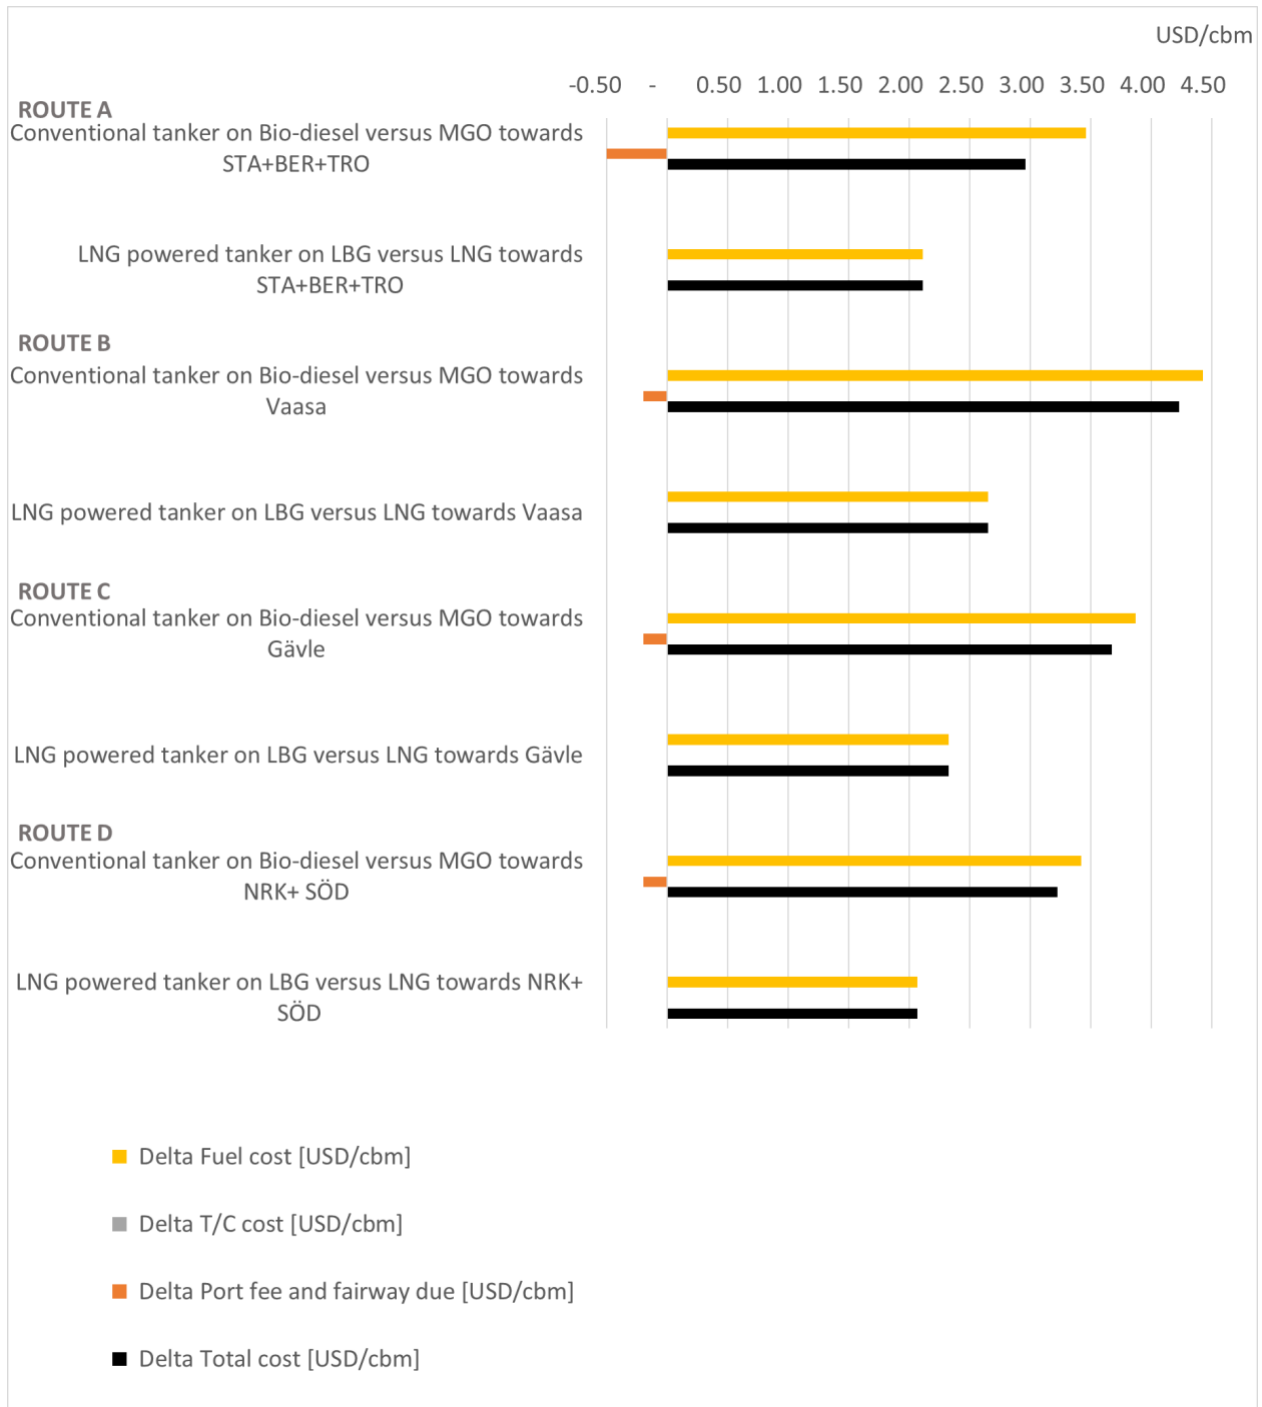 USD/cbm
-0.50 - 0.50 1.00 1.50 2.00 2.50 3.00 3.50 4.00 4.50
ROUTE A
Conventional tanker on Bio-diesel versus MGO towards
STA+BER+TRO
LNG powered tanker on LBG versus LNG towards
STA+BER+TRO
ROUTE B
Conventional tanker on Bio-diesel versus MGO towards
Vaasa
LNG powered tanker on LBG versus LNG towards Vaasa
ROUTE C
Conventional tanker on Bio-diesel versus MGO towards
Gävle
LNG powered tanker on LBG versus LNG towards Gävle
ROUTE D
Conventional tanker on Bio-diesel versus MGO towards
NRK+ SÖD
LNG powered tanker on LBG versus LNG towards NRK+
SÖD
Delta Fuel cost [USD/cbm]
Delta T/C cost [USD/cbm]
Delta Port fee and fairway due [USD/cbm]
Delta Total cost [USD/cbm]